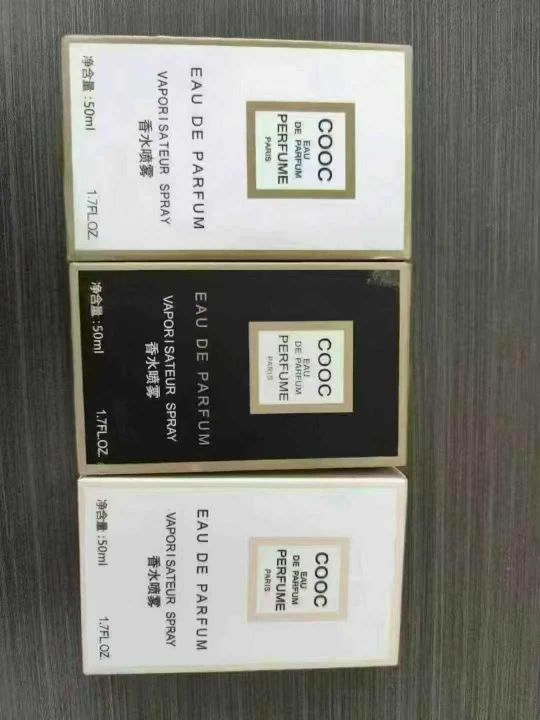 COOC
EAU
DE PARFUM
PERFUME
PARIS
EAU DE PARFUM
VAPORISATEUR SPRAY
香水喷雾
净含量:50ml 1.7FL.OZ.
COOC
EAU
DE PARFUM
PERFUME
PARIS
EAU DE PARFUM
VAPORISATEUR SPRAY
香水喷雾
净含量:50ml 1.7FL.OZ.
COOC
EAU
DE PARFUM
PERFUME
PARIS
EAU DE PARFUM
VAPORISATEUR SPRAY
香水喷雾
净含量:50ml 1.7FL.OZ.